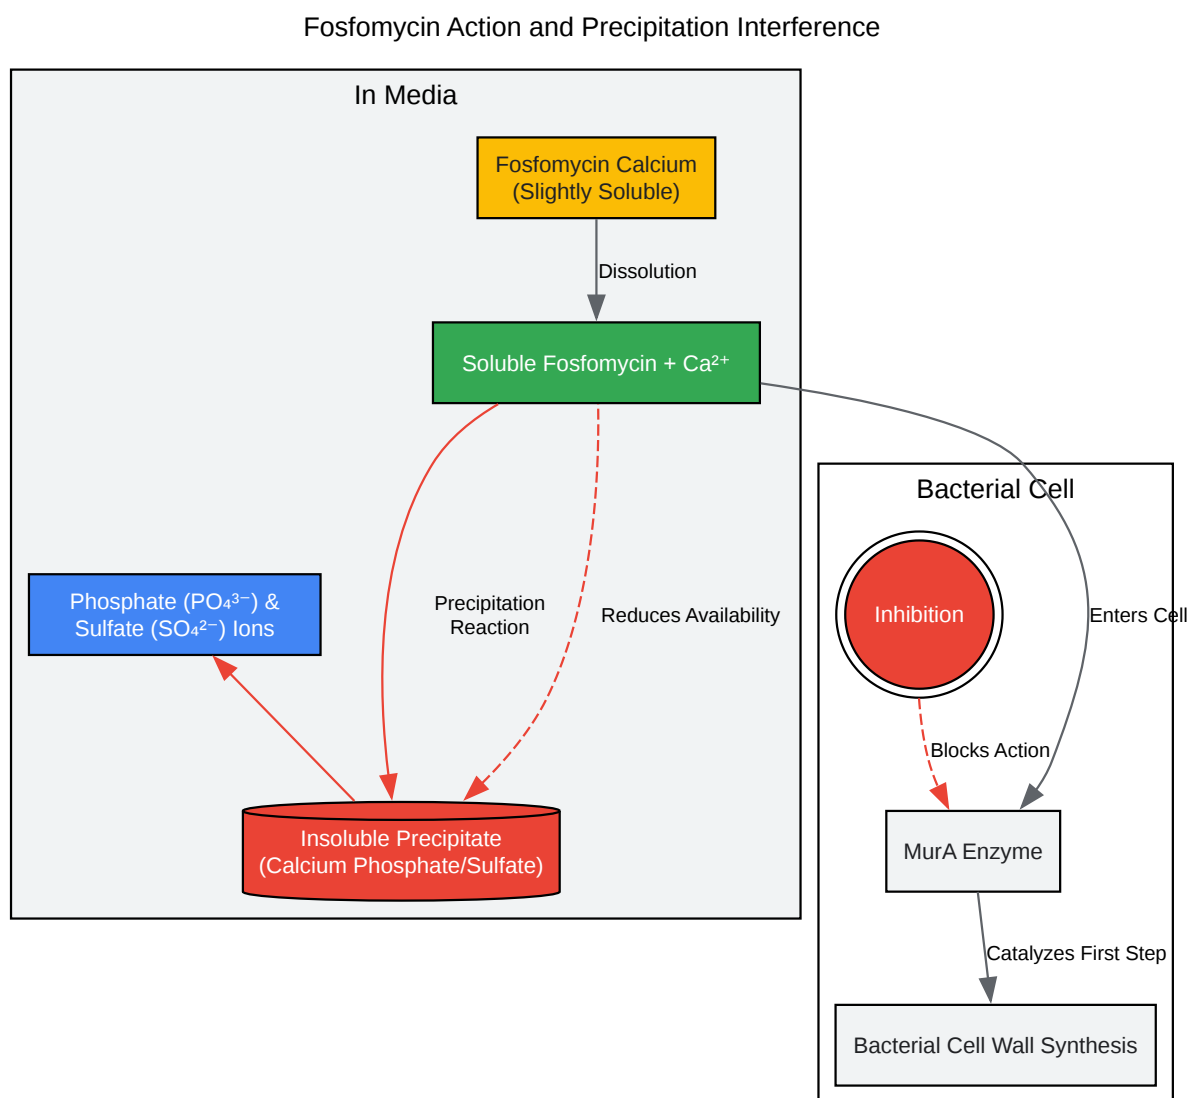 Fosfomycin Action and Precipitation Interference
In Media
Fosfomycin Calcium
(Slightly Soluble)
Dissolution
Soluble Fosfomycin + Ca²⁺
Bacterial Cell
Phosphate (PO₄³⁻) &
Sulfate (SO₄²⁻) Ions
Precipitation
Reaction
Reduces Availability
Inhibition
Enters Cell
Blocks Action
Insoluble Precipitate
(Calcium Phosphate/Sulfate)
MurA Enzyme
Catalyzes First Step
Bacterial Cell Wall Synthesis